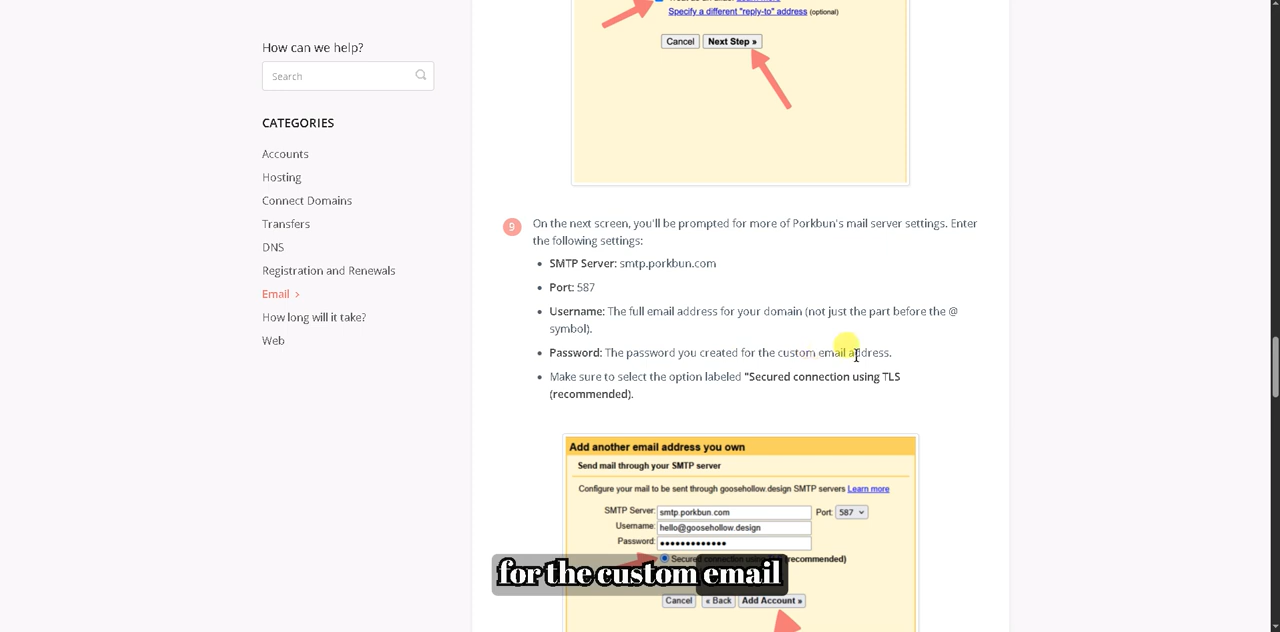 How can we help?
Search
CATEGORIES
Accounts
Hosting
Connect Domains
Transfers
DNS
Registration and Renewals
Email ›
How long will it take?
Web
Specify a different "reply-to" address (optional)
Cancel
Next Step »
9
On the next screen, you'll be prompted for more of Porkbun's mail server settings. Enter
the following settings:
• SMTP Server: smtp.porkbun.com
• Port: 587
• Username: The full email address for your domain (not just the part before the @
symbol).
• Password: The password you created for the custom email address.
• Make sure to select the option labeled "Secured connection using TLS
(recommended).
Add another email address you own
Send mail through your SMTP server
Configure your mail to be sent through goosehollow.design SMTP servers Learn more
SMTP Server: smtp.porkbun.com Port: 587
Username: hello@goosehollow.design
Password: •••••••••••••
Secured connection using (recommended)
for the custom email
Cancel
« Back
Add Account »